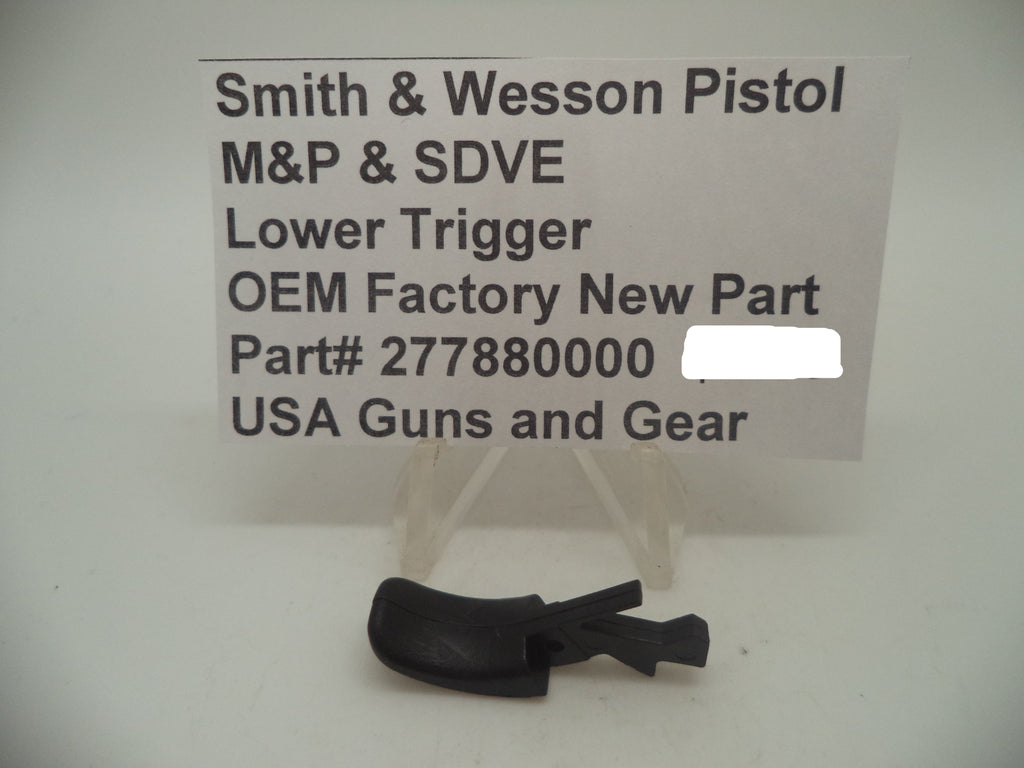 Smith & Wesson Pistol
M&P & SDVE
Lower Trigger
OEM Factory New Part
Part# 277880000
USA Guns and Gear